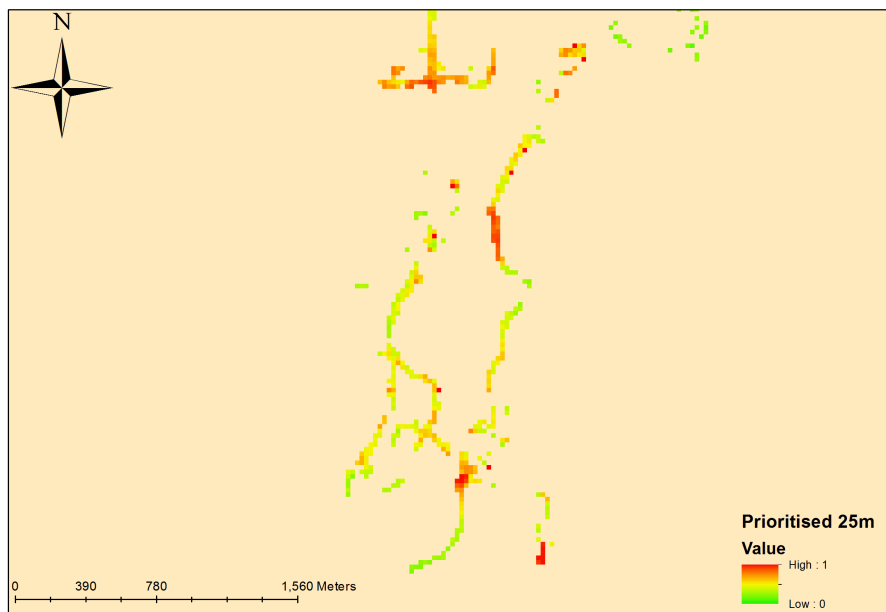 N
Prioritised 25m
Value
High : 1
Low : 0
0 390 780 1,560 Meters